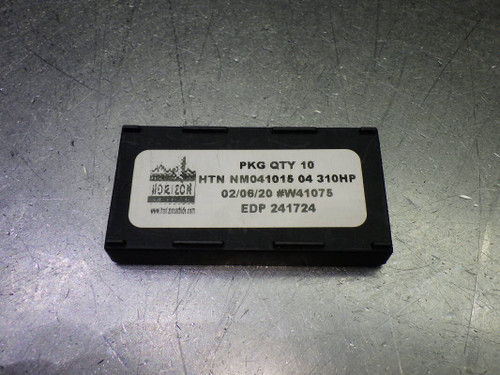 PKG QTY 10
HTN NM041015 04 310HP
02/06/20 #W41075
EDP 241724
HORIZON